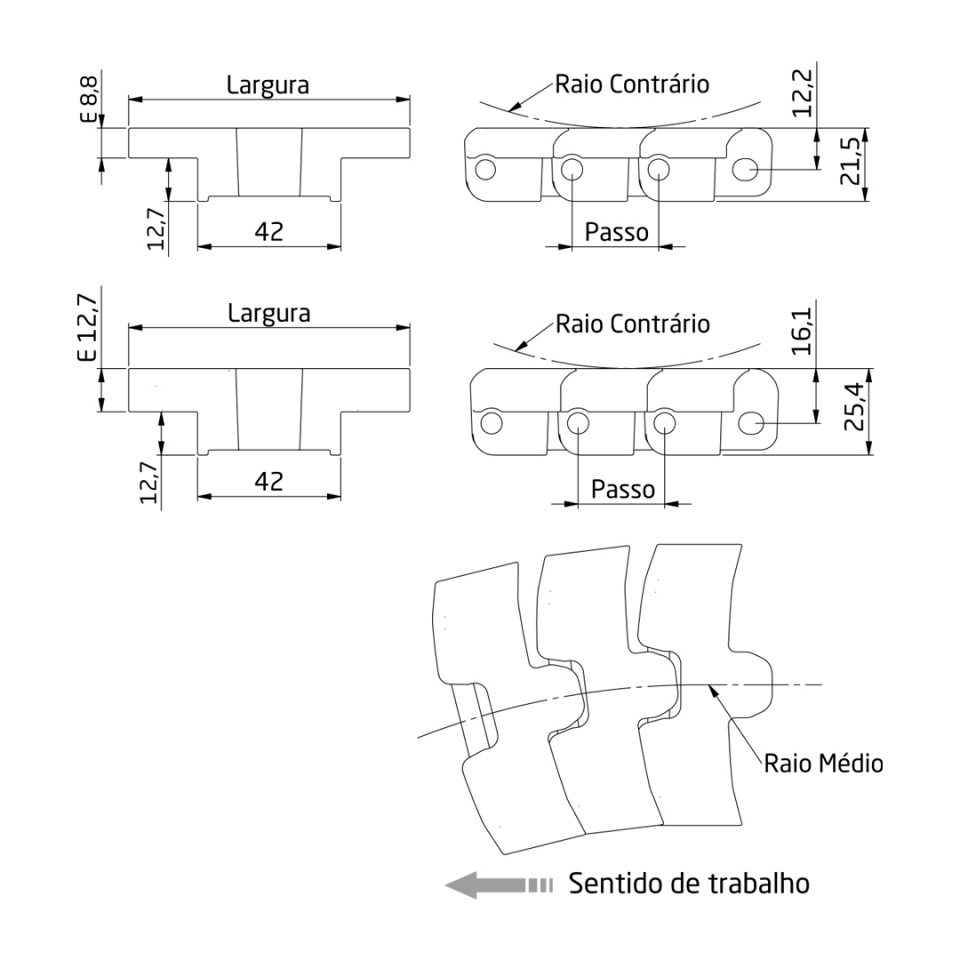 E 8,8
Largura
12,7
42
Raio Contrário
12,2
21,5
Passo
E 12,7
Largura
12,7
42
Raio Contrário
16,1
25,4
Passo
Raio Médio
Sentido de trabalho